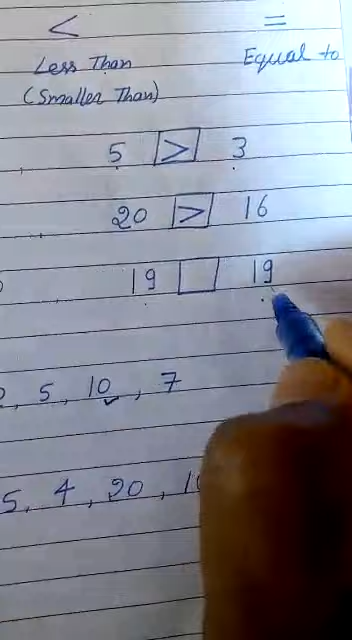 < =
Less Than Equal to
(Smaller Than)
5 > 3
20 > 16
19 19
5, 10, 7
5, 4, 20,